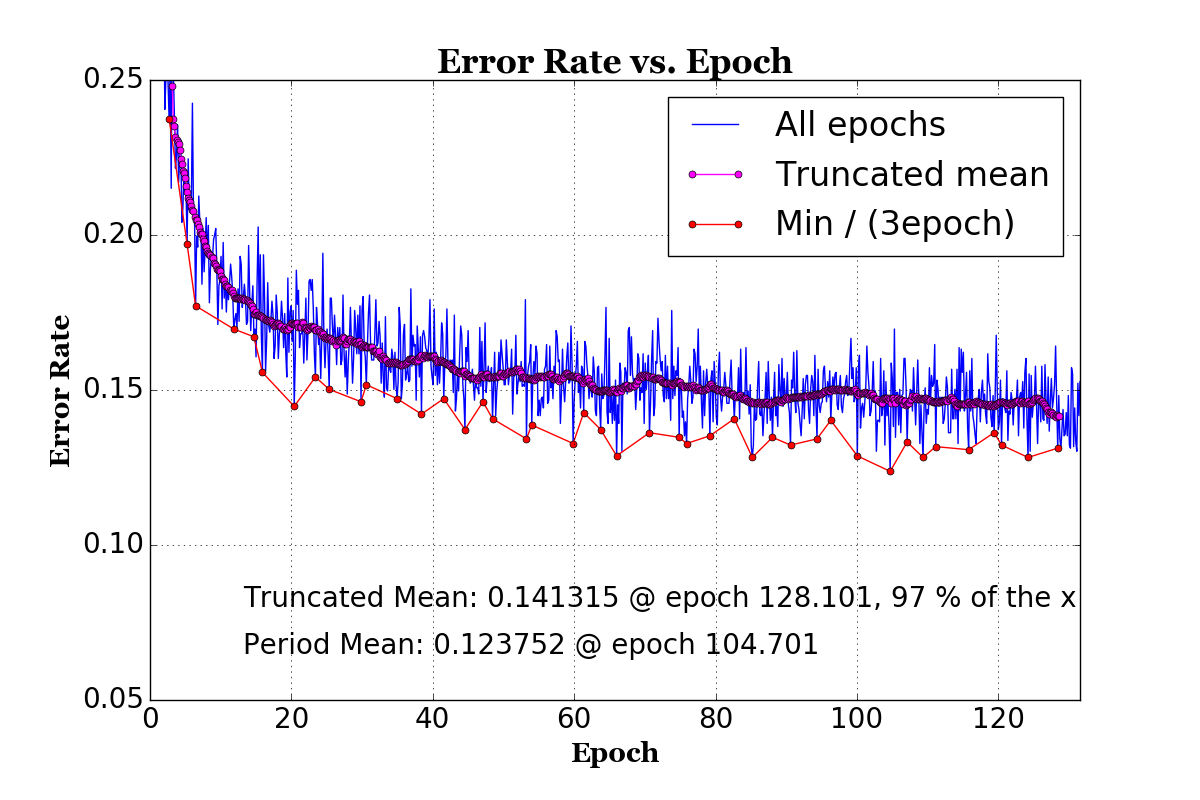 Error Rate vs. Epoch
0.25
0.20
0.15
0.10
0.05
Error Rate
All epochs
Truncated mean
Min / (3epoch)
Truncated Mean: 0.141315 @ epoch 128.101, 97 % of the x
Period Mean: 0.123752 @ epoch 104.701
0 20 40 60 80 100 120
Epoch